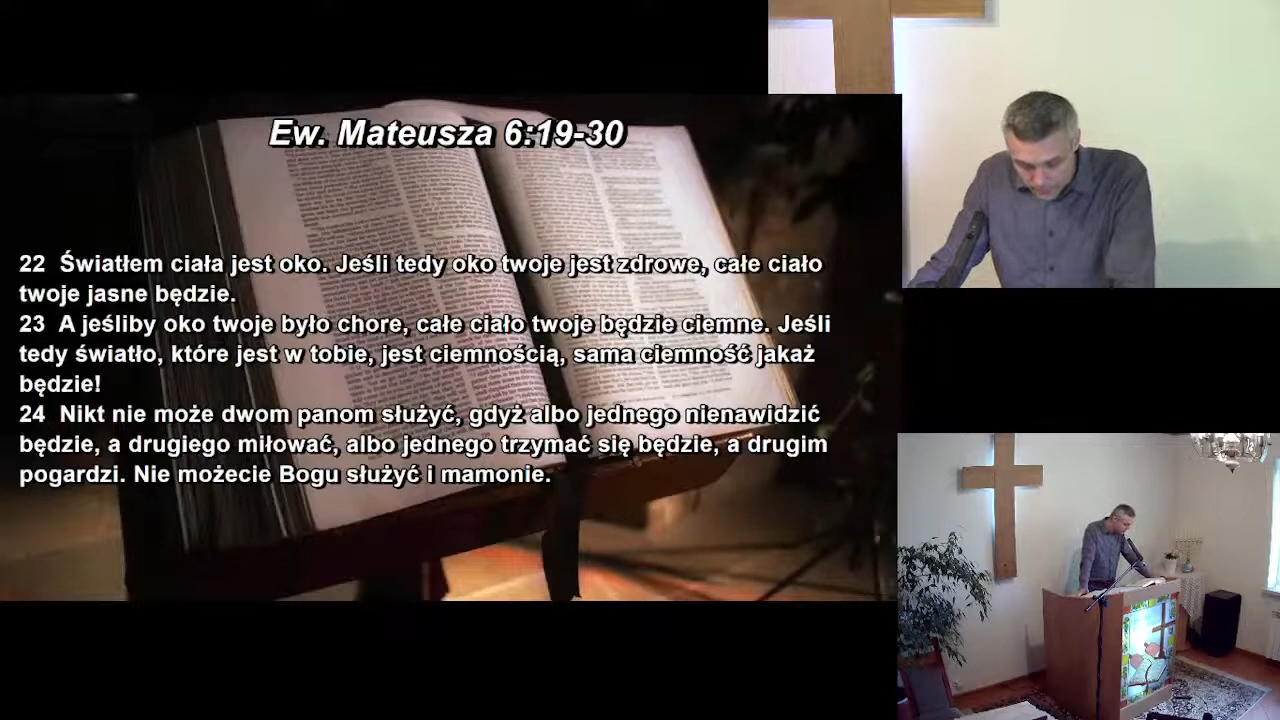 Ew. Mateusza 6:19-30
22 Światłem ciała jest oko. Jeśli tedy oko twoje jest zdrowe, całe ciało
twoje jasne będzie.
23 A jeśliby oko twoje było chore, całe ciało twoje będzie ciemne. Jeśli
tedy światło, które jest w tobie, jest ciemnością, sama ciemność jakaż
będzie!
24 Nikt nie może dwom panom służyć, gdyż albo jednego nienawidzić
będzie, a drugiego miłować, albo jednego trzymać się będzie, a drugim
pogardzi. Nie możecie Bogu służyć i mamonie.